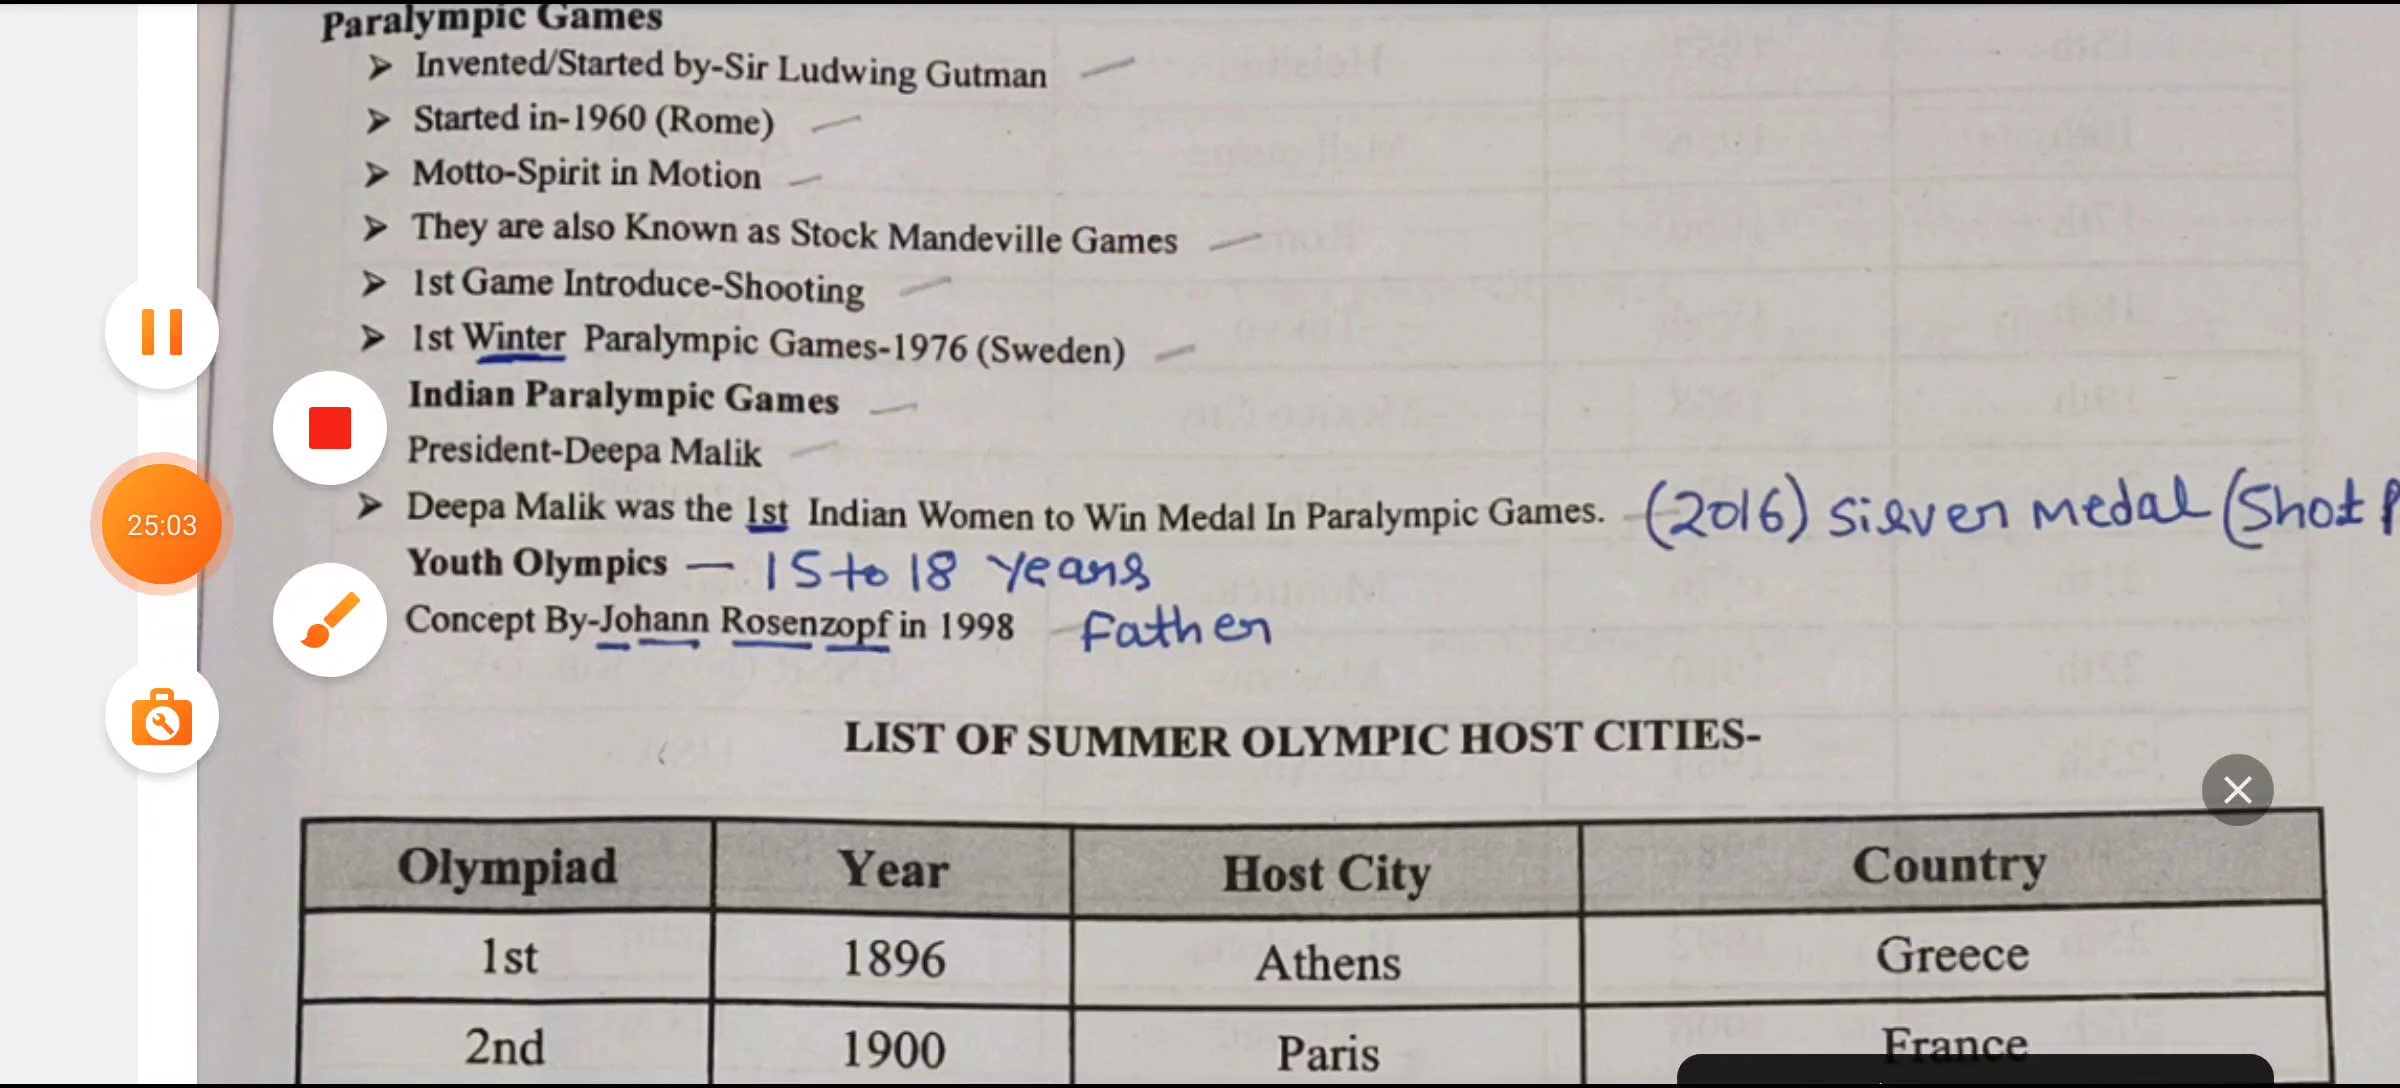 Paralympic Games
➤ Invented/Started by-Sir Ludwing Gutman
➤ Started in-1960 (Rome)
➤ Motto-Spirit in Motion
➤ They are also Known as Stock Mandeville Games
➤ 1st Game Introduce-Shooting
➤ 1st Winter Paralympic Games-1976 (Sweden)
Indian Paralympic Games
President-Deepa Malik
➤ Deepa Malik was the 1st Indian Women to Win Medal In Paralympic Games. (2016) Silver medal (Shot P
25:03
Youth Olympics — 15 to 18 years
Concept By-Johann Rosenzopf in 1998 Father
LIST OF SUMMER OLYMPIC HOST CITIES-
Olympiad Year Host City Country
1st 1896 Athens Greece
2nd 1900 Paris France